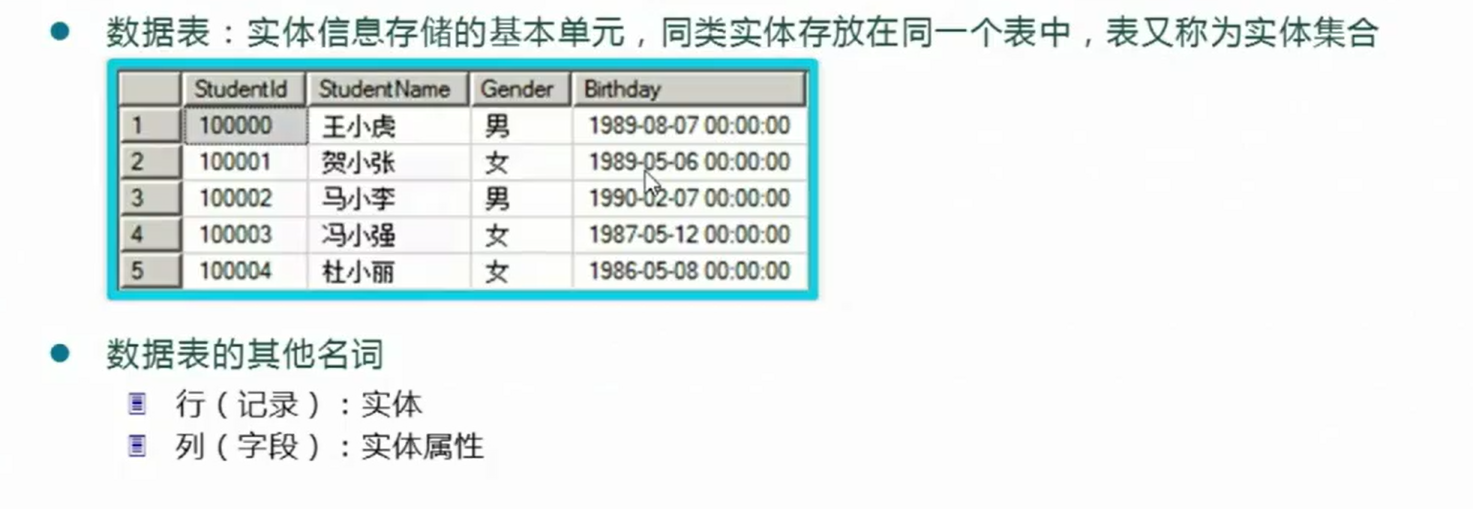 数据表：实体信息存储的基本单元，同类实体存放在同一个表中，表又称为实体集合
StudentId StudentName Gender Birthday
1 100000 王小虎 男 1989-08-07 00:00:00
2 100001 贺小张 女 1989-05-06 00:00:00
3 100002 马小李 男 1990-02-07 00:00:00
4 100003 冯小强 女 1987-05-12 00:00:00
5 100004 杜小丽 女 1986-05-08 00:00:00
数据表的其他名词
行（记录）：实体
列（字段）：实体属性